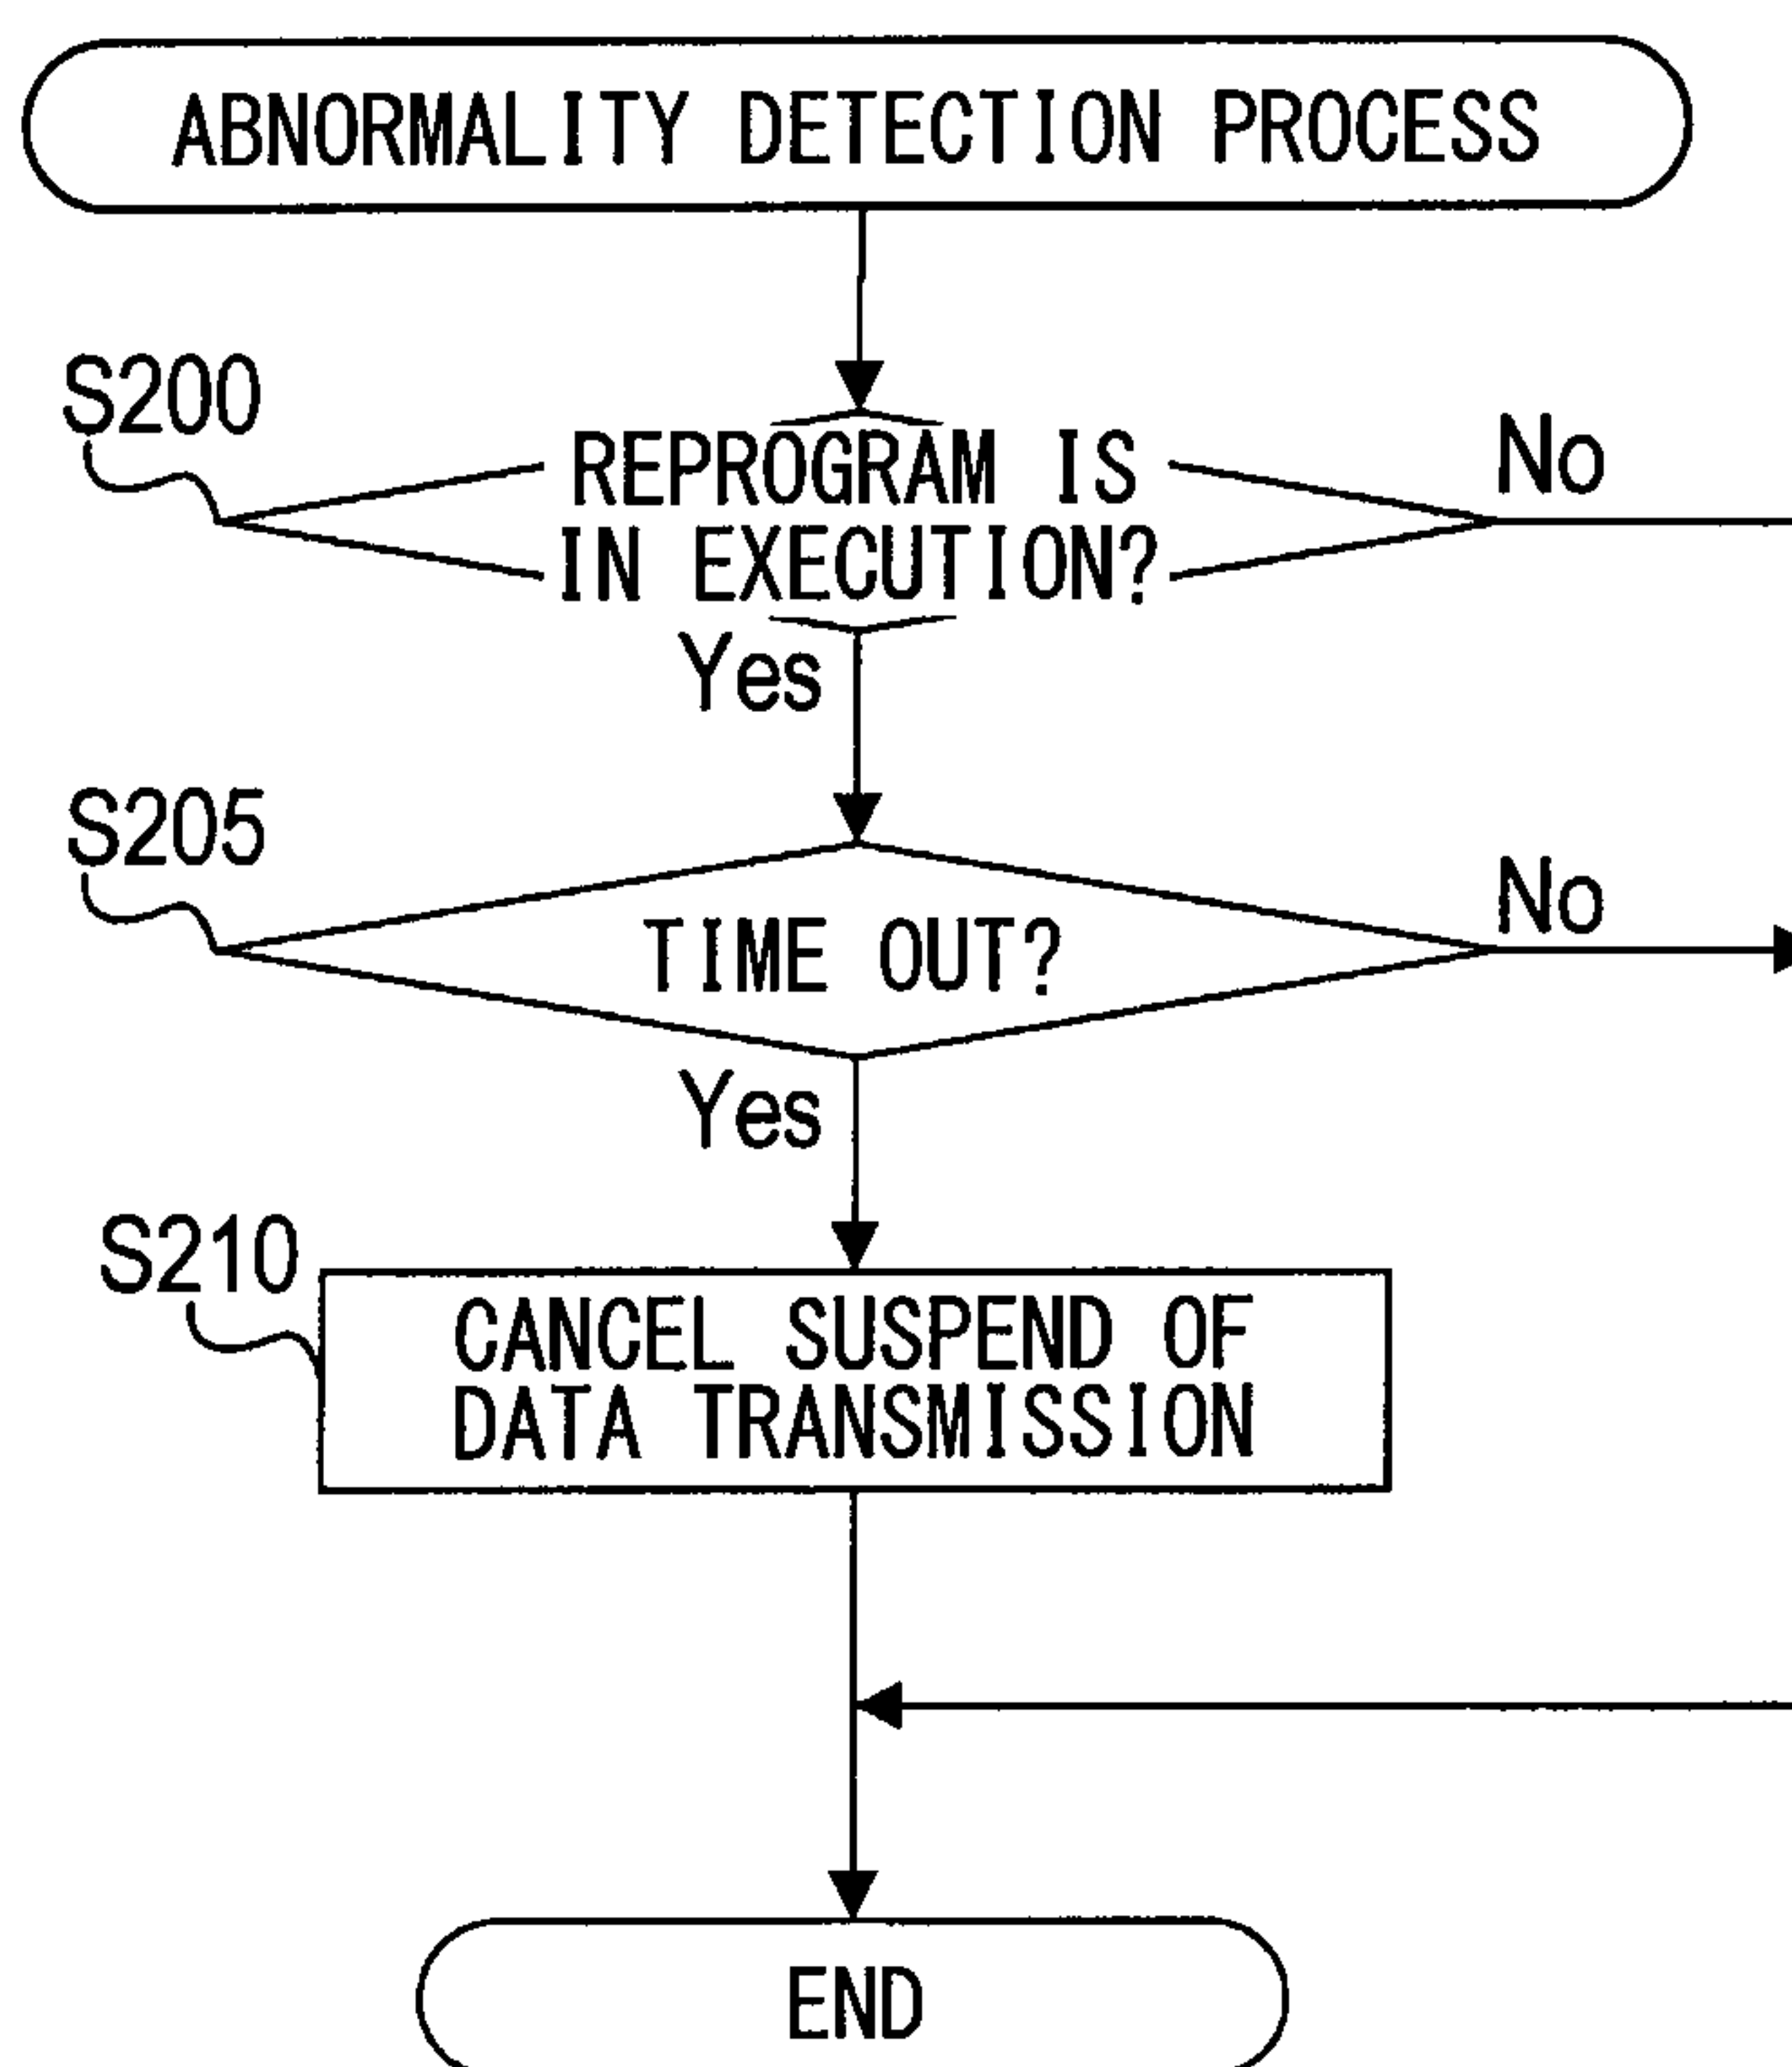 ABNORMALITY DETECTION PROCESS
S200
REPROGRAM IS
IN EXECUTION?
No
Yes
S205
TIME OUT?
No
Yes
S210
CANCEL SUSPEND OF
DATA TRANSMISSION
END